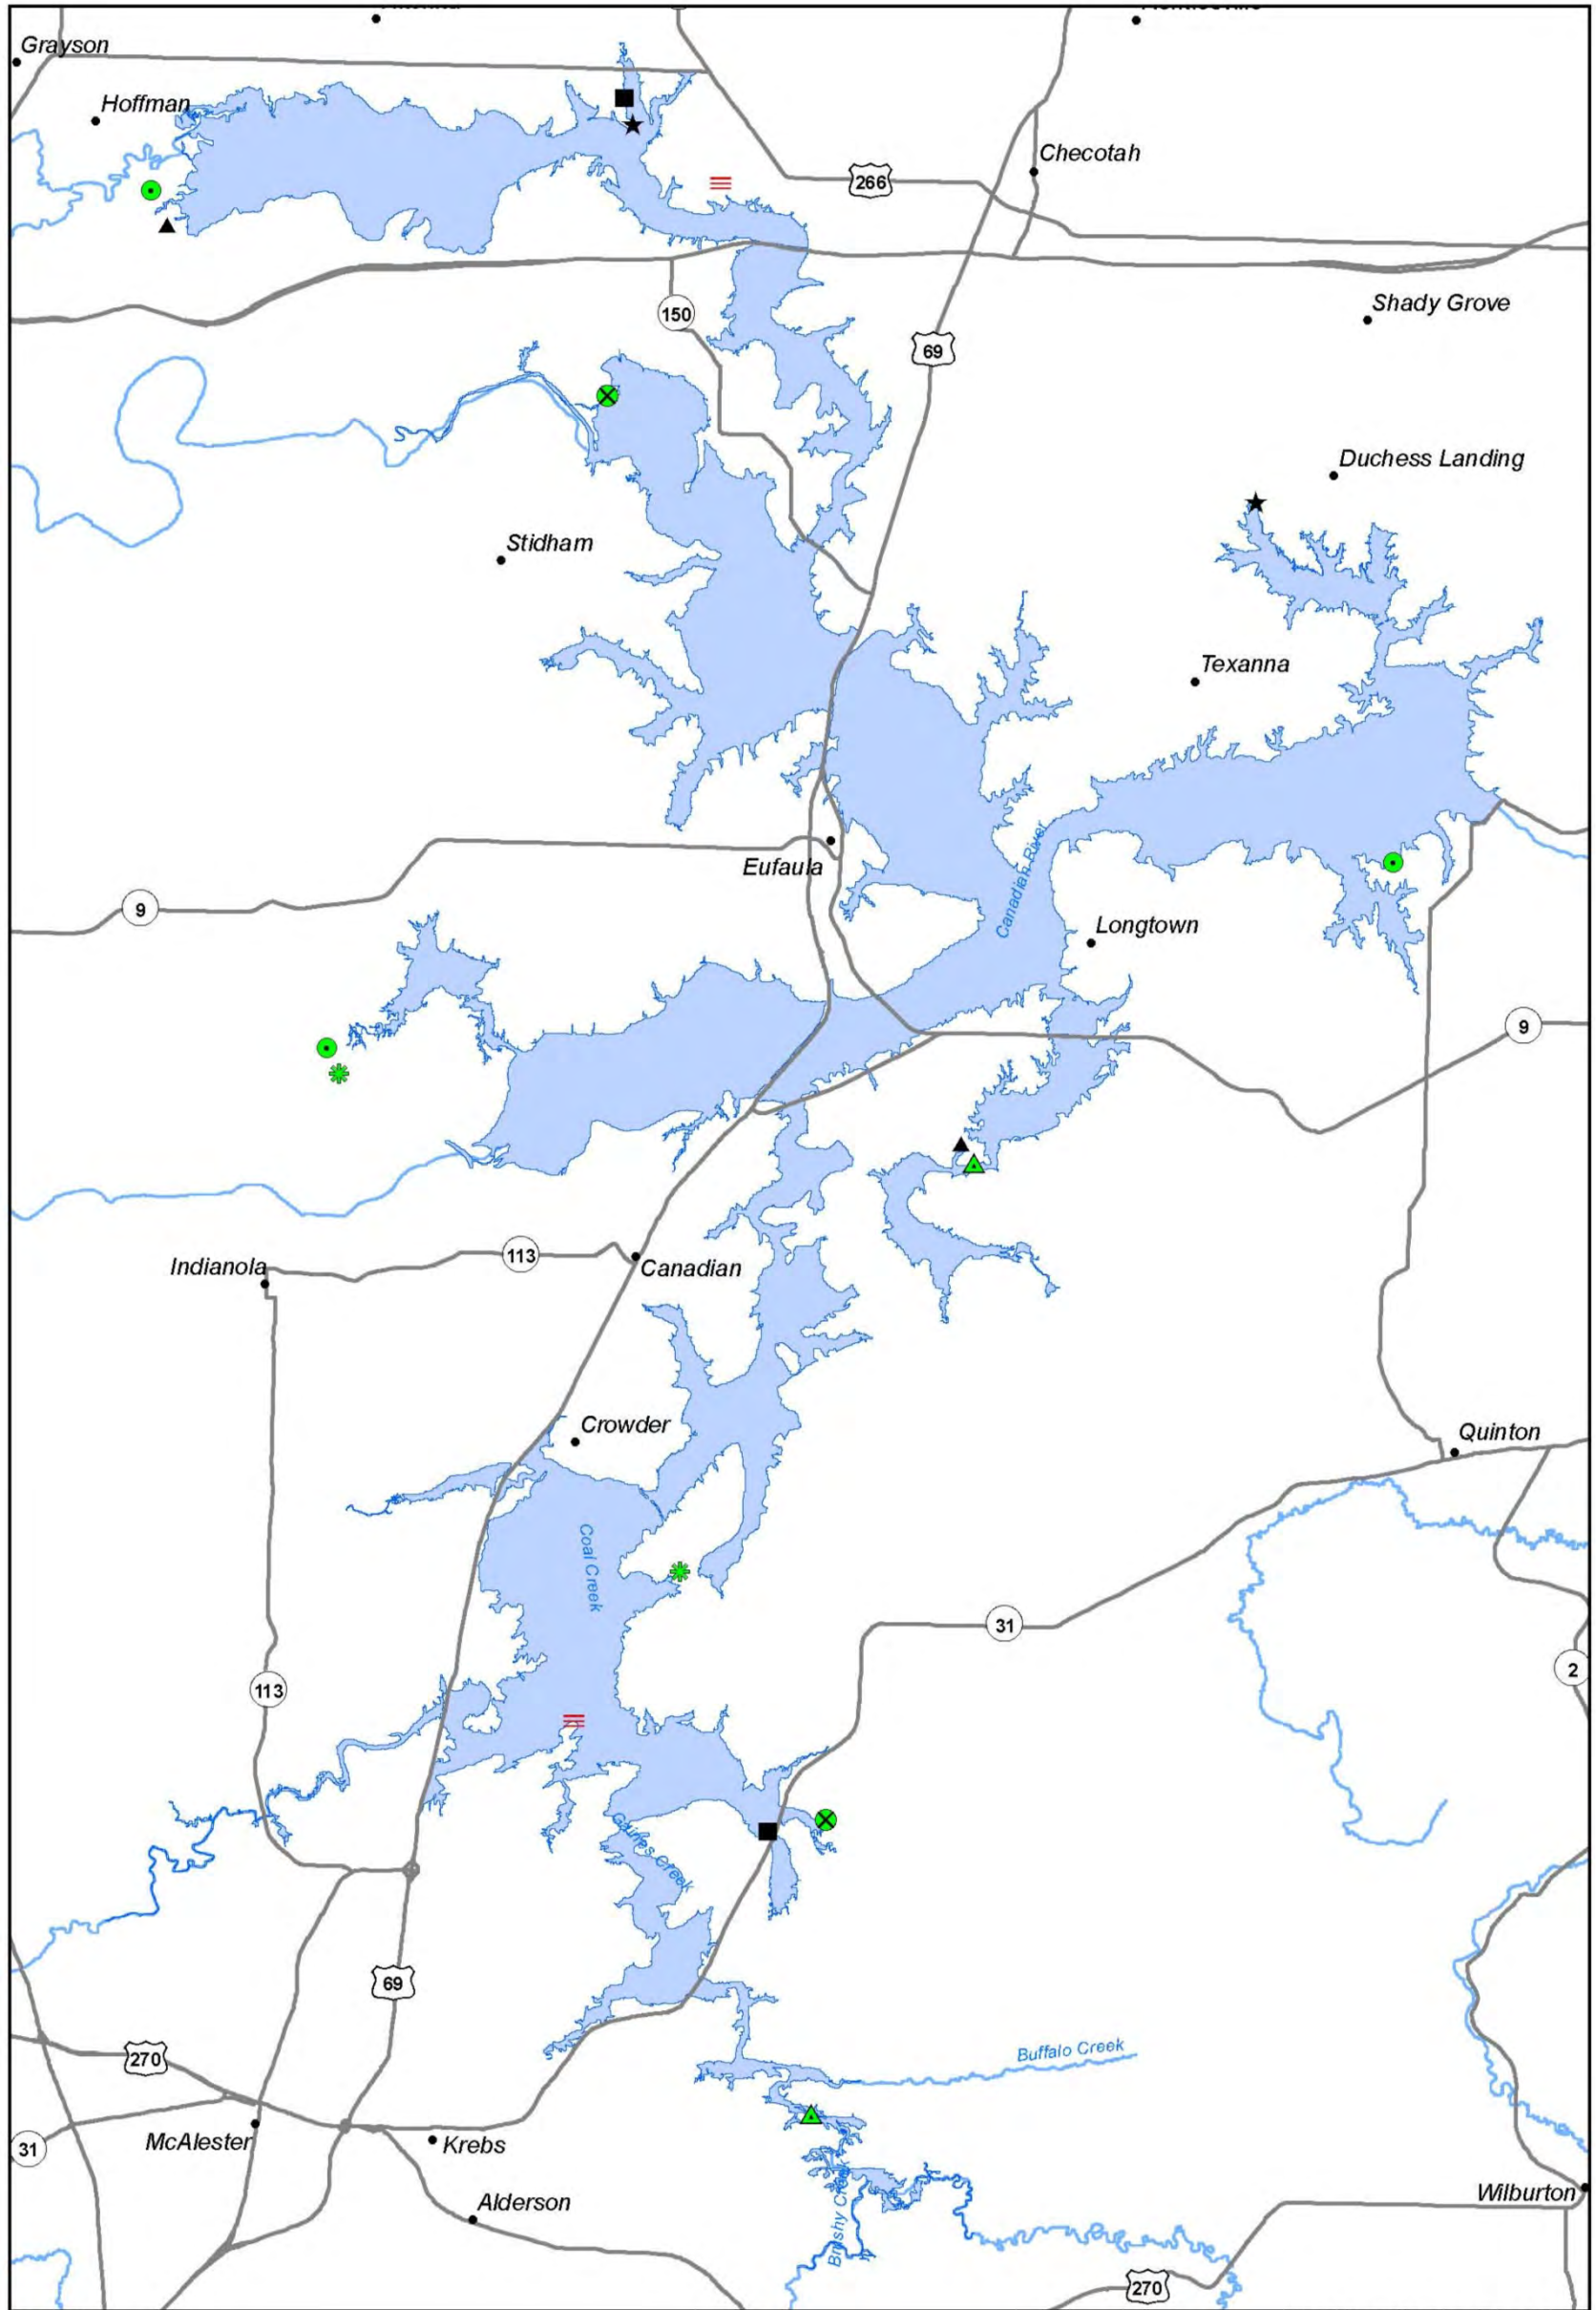 Grayson
Hoffman
Checotah
266
Shady Grove
150
69
Duchess Landing
Stidham
Texanna
Eufaula
Canadian River
9
Longtown
9
113
Indianola
Canadian
Crowder
Quinton
Coal Creek
31
113
2
Gaines Creek
69
Buffalo Creek
270
McAlester
31
Krebs
Brushy Creek
Alderson
Wilburton
270